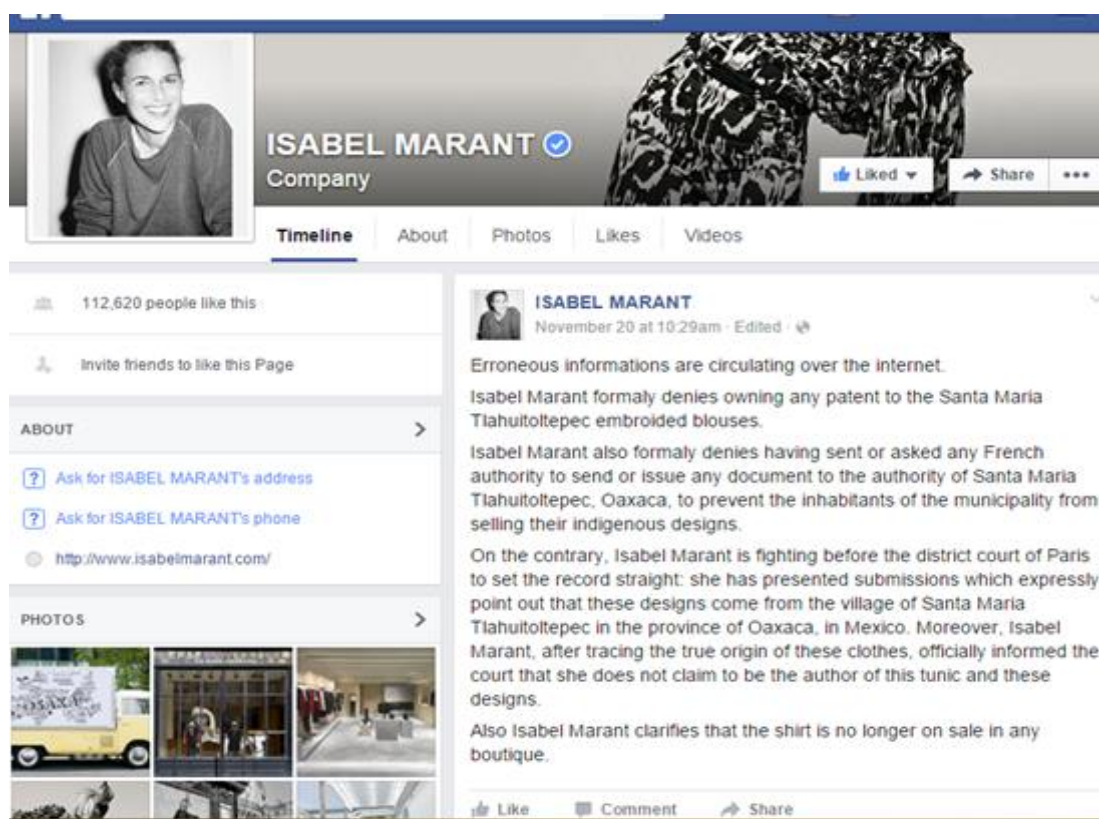 ISABEL MARANT
Company
Liked
Share
Timeline
About
Photos
Likes
Videos
112,620 people like this
Invite friends to like this Page
ABOUT
Ask for ISABEL MARANT's address
Ask for ISABEL MARANT's phone
http://www.isabelmarant.com/
PHOTOS
ISABEL MARANT
November 20 at 10:29am · Edited ·
Erroneous informations are circulating over the internet.
Isabel Marant formaly denies owning any patent to the Santa Maria
Tlahuitoltepec embroided blouses.
Isabel Marant also formaly denies having sent or asked any French
authority to send or issue any document to the authority of Santa Maria
Tlahuitoltepec, Oaxaca, to prevent the inhabitants of the municipality from
selling their indigenous designs.
On the contrary, Isabel Marant is fighting before the district court of Paris
to set the record straight: she has presented submissions which expressly
point out that these designs come from the village of Santa Maria
Tlahuitoltepec in the province of Oaxaca, in Mexico. Moreover, Isabel
Marant, after tracing the true origin of these clothes, officially informed the
court that she does not claim to be the author of this tunic and these
designs.
Also Isabel Marant clarifies that the shirt is no longer on sale in any
boutique.
Like
Comment
Share